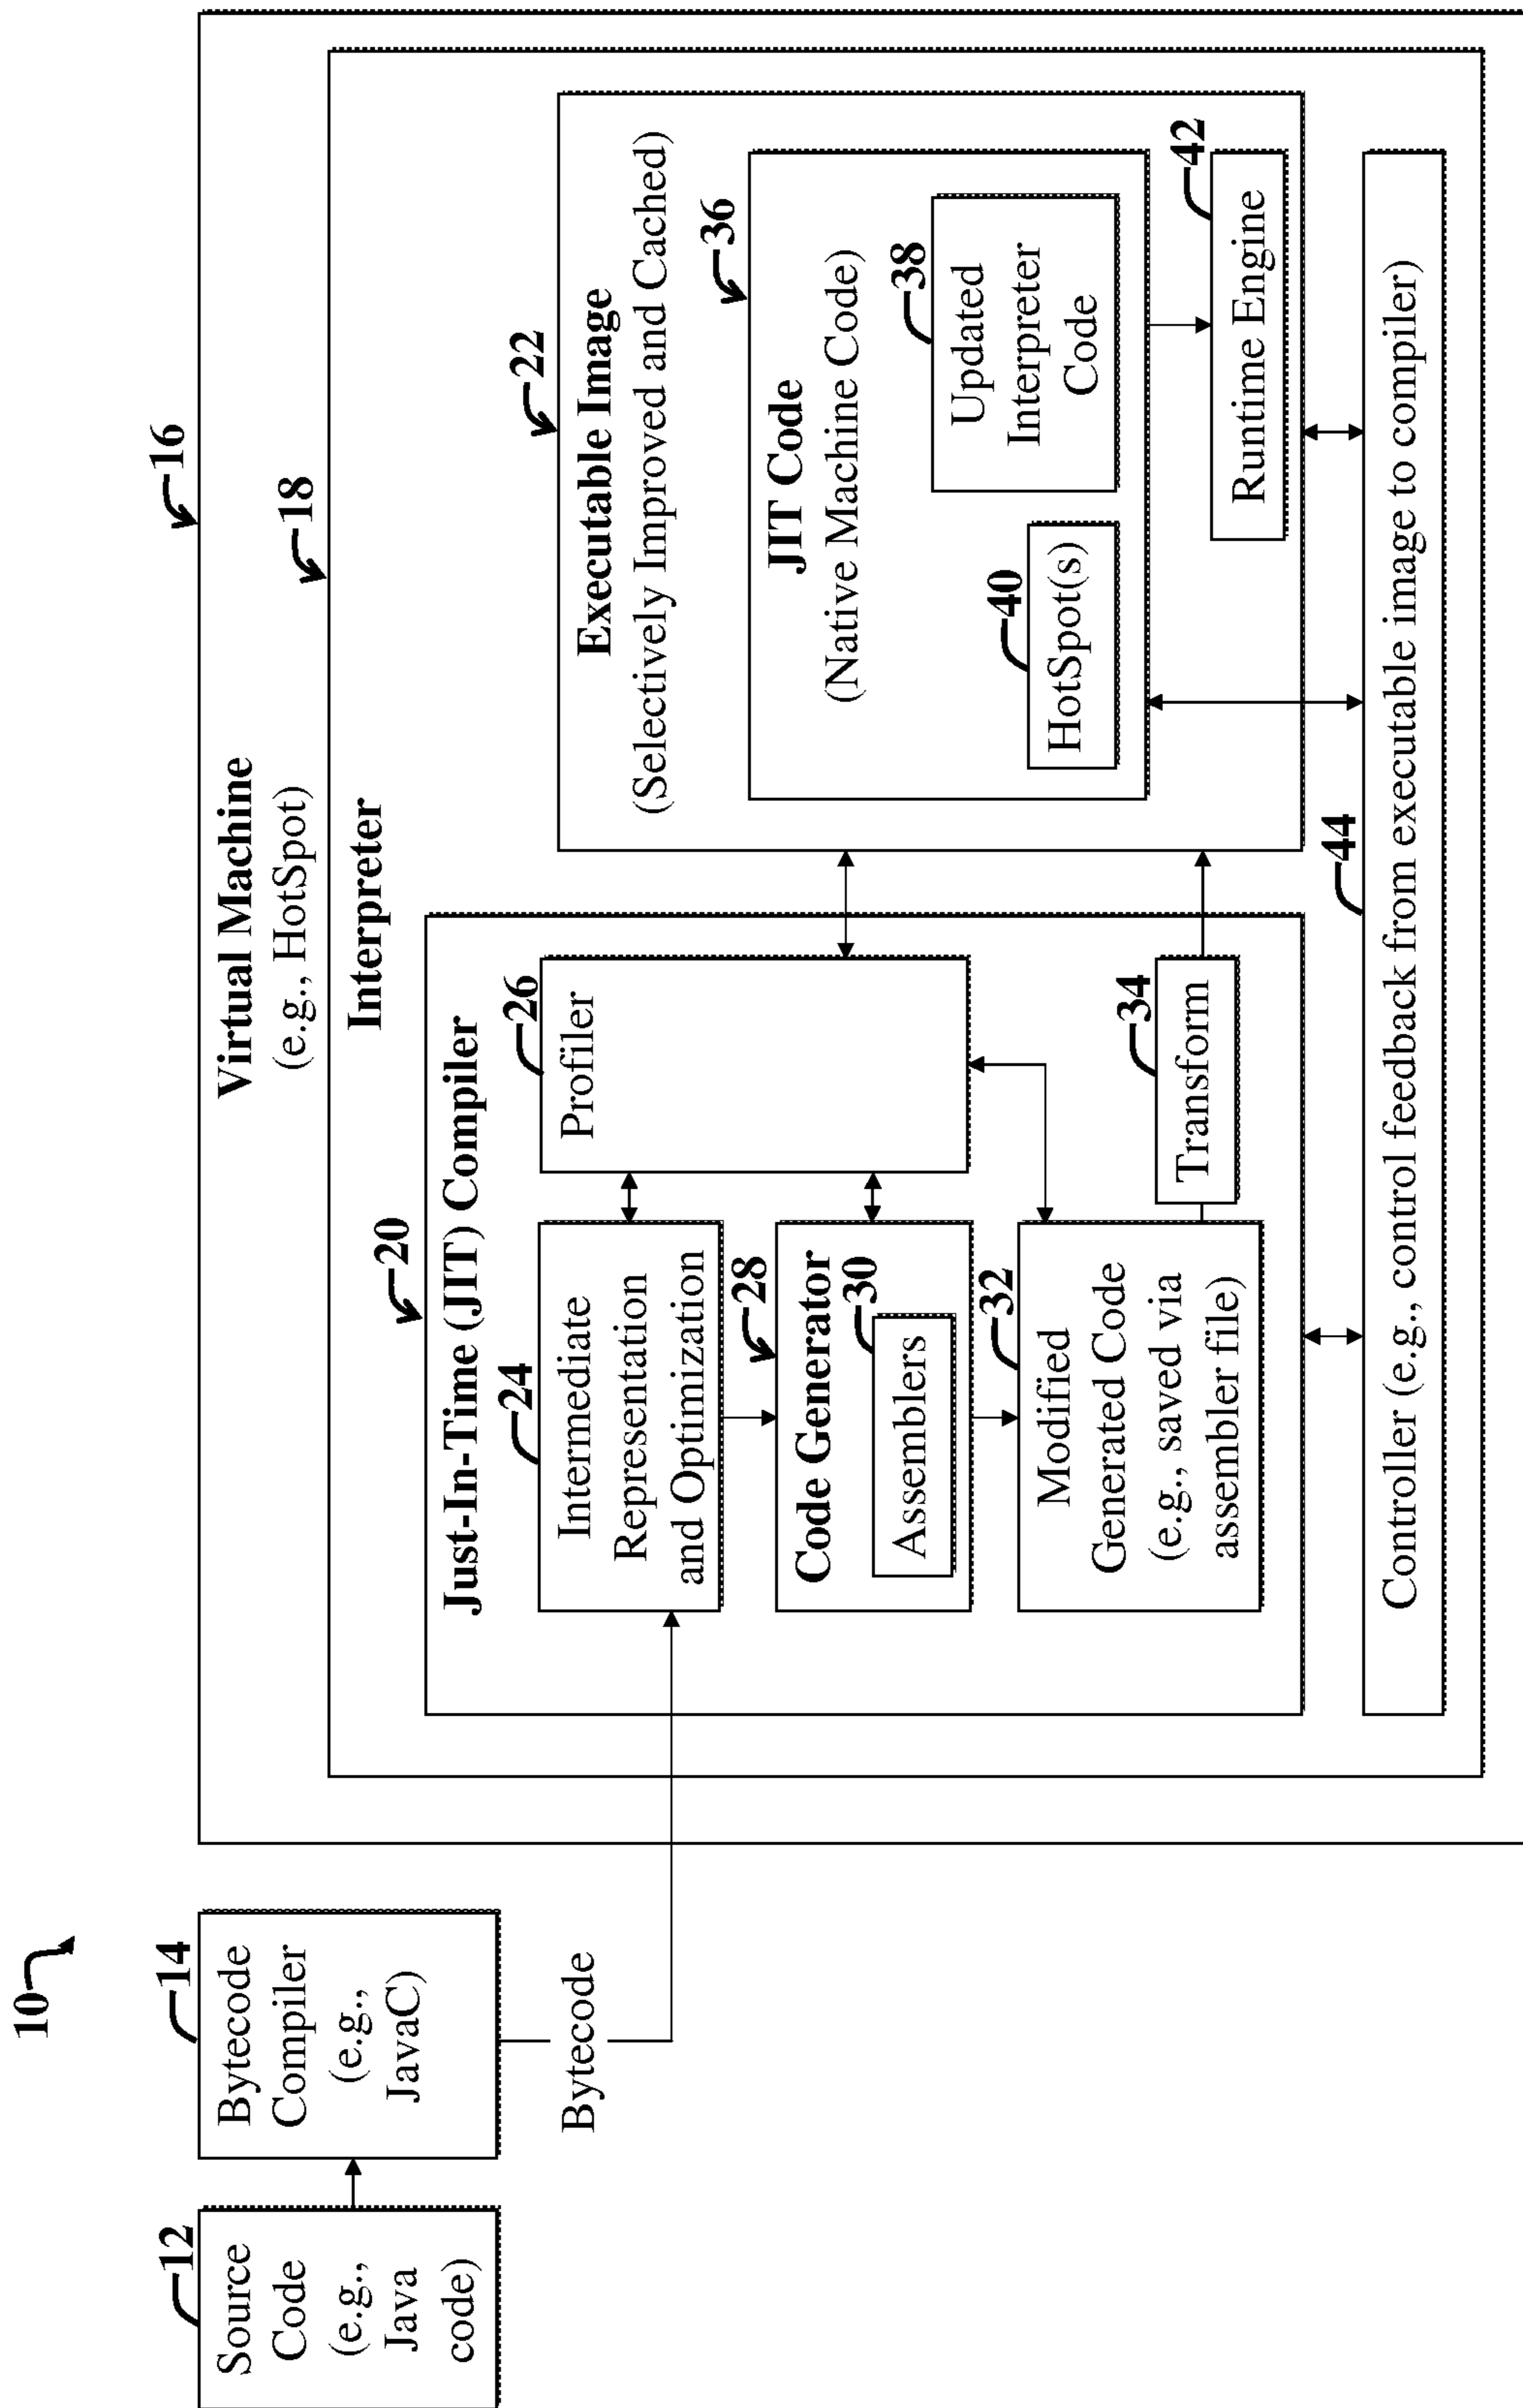 10
12
Source
Code
(e.g.,
Java
code)
14
Bytecode
Compiler
(e.g.,
JavaC)
Bytecode
16
Virtual Machine
(e.g., HotSpot)
18
Interpreter
20
Just-In-Time (JIT) Compiler
24
Intermediate
Representation
and Optimization
26
Profiler
28
Code Generator
30
Assemblers
32
Modified
Generated Code
(e.g., saved via
assembler file)
34
Transform
22
Executable Image
(Selectively Improved and Cached)
36
JIT Code
(Native Machine Code)
38
Updated
Interpreter
Code
40
HotSpot(s)
42
Runtime Engine
44
Controller (e.g., control feedback from executable image to compiler)